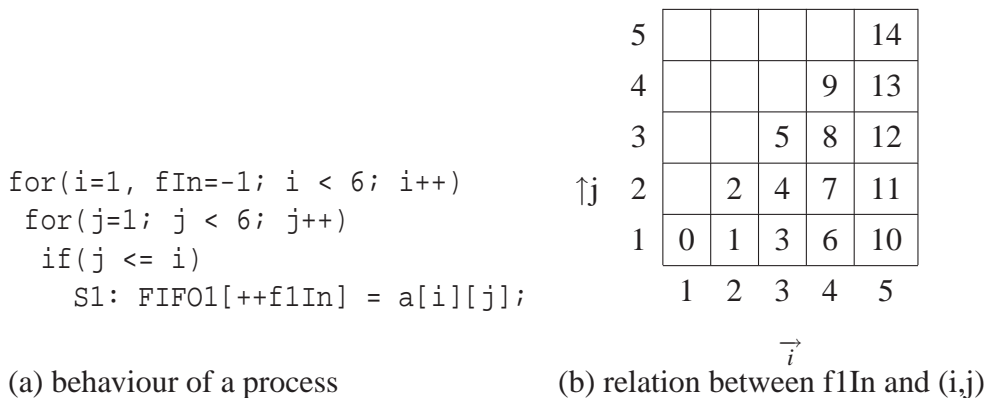 for(i=1, fIn=-1; i < 6; i++)
for(j=1; j < 6; j++)
if(j <= i)
S1: FIFO1[++f1In] = a[i][j];
(a) behaviour of a process
5 14
4 9 13
3 5 8 12
↑j 2 2 4 7 11
1 0 1 3 6 10
1 2 3 4 5
→
i
(b) relation between f1In and (i,j)